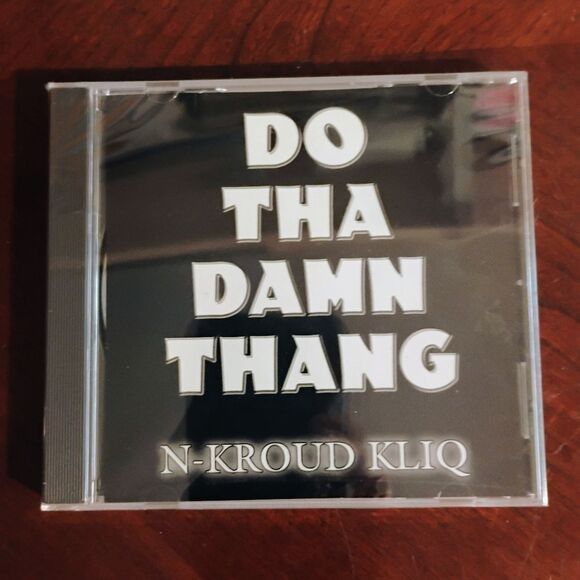 DO
THA
DAMN
THANG
N-KROUD KLIQ